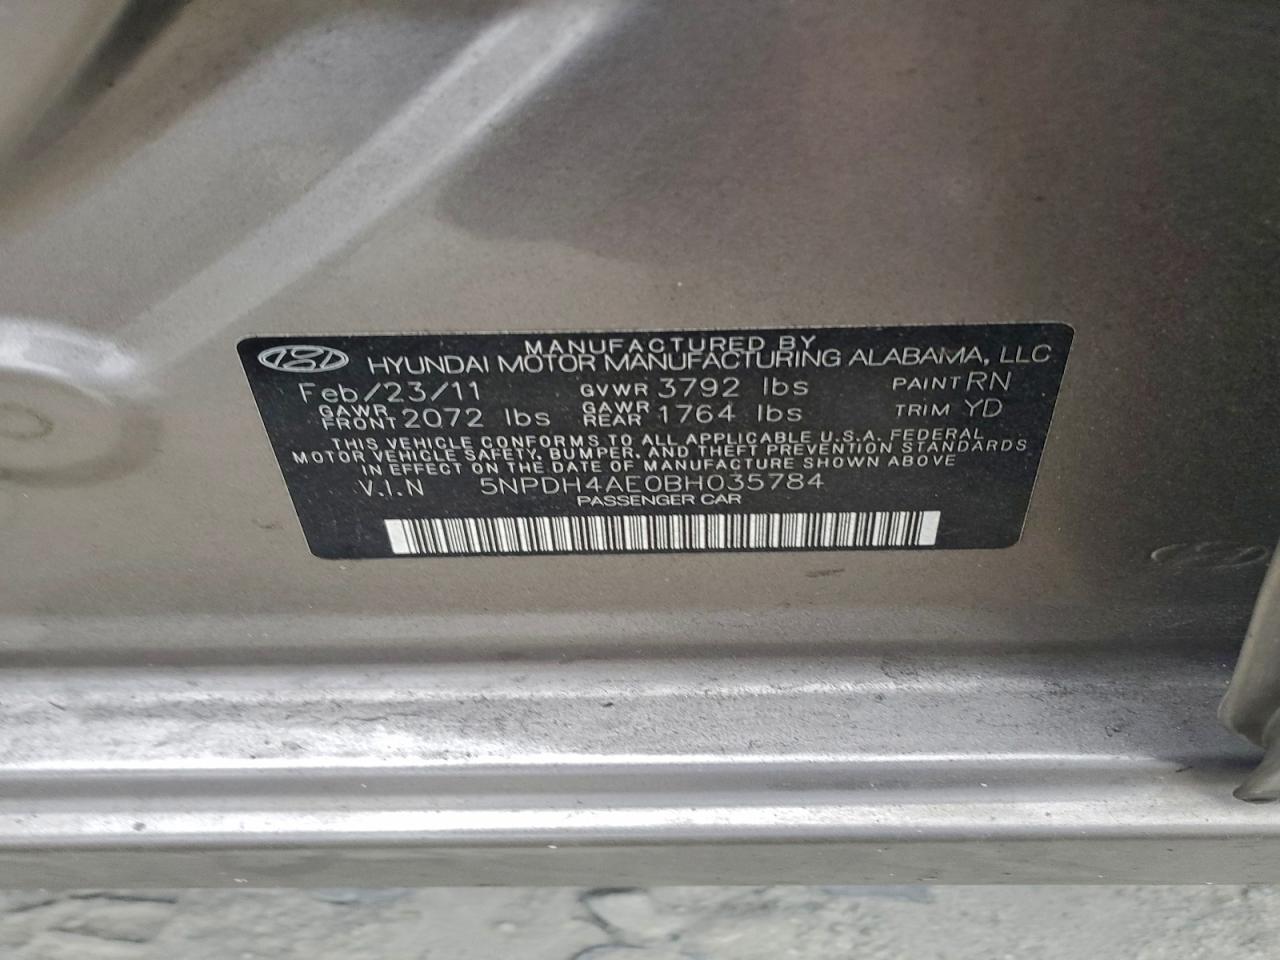 MANUFACTURED BY
HYUNDAI MOTOR MANUFACTURING ALABAMA, LLC
Feb/23/11 GVWR 3792 lbs PAINT RN
GAWR FRONT 2072 lbs GAWR REAR 1764 lbs TRIM YD
THIS VEHICLE CONFORMS TO ALL APPLICABLE U.S.A. FEDERAL
MOTOR VEHICLE SAFETY, BUMPER, AND THEFT PREVENTION STANDARDS
IN EFFECT ON THE DATE OF MANUFACTURE SHOWN ABOVE
V.I.N 5NPDH4AE0BH035784
PASSENGER CAR